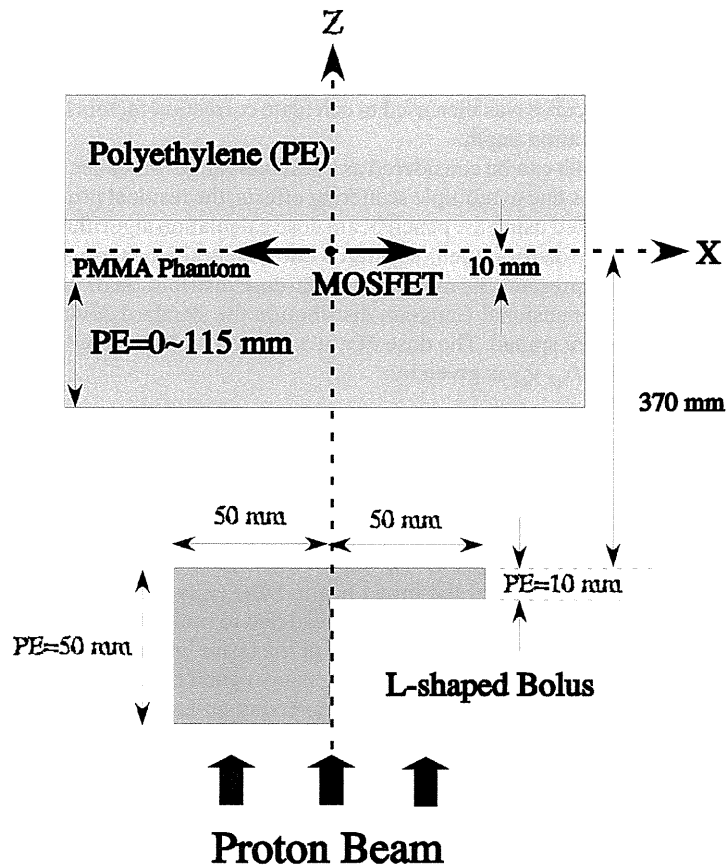 Z
Polyethylene (PE)
X
PMMA Phantom
MOSFET
10 mm
PE=0~115 mm
370 mm
50 mm
50 mm
PE=10 mm
PE=50 mm
L-shaped Bolus
Proton Beam